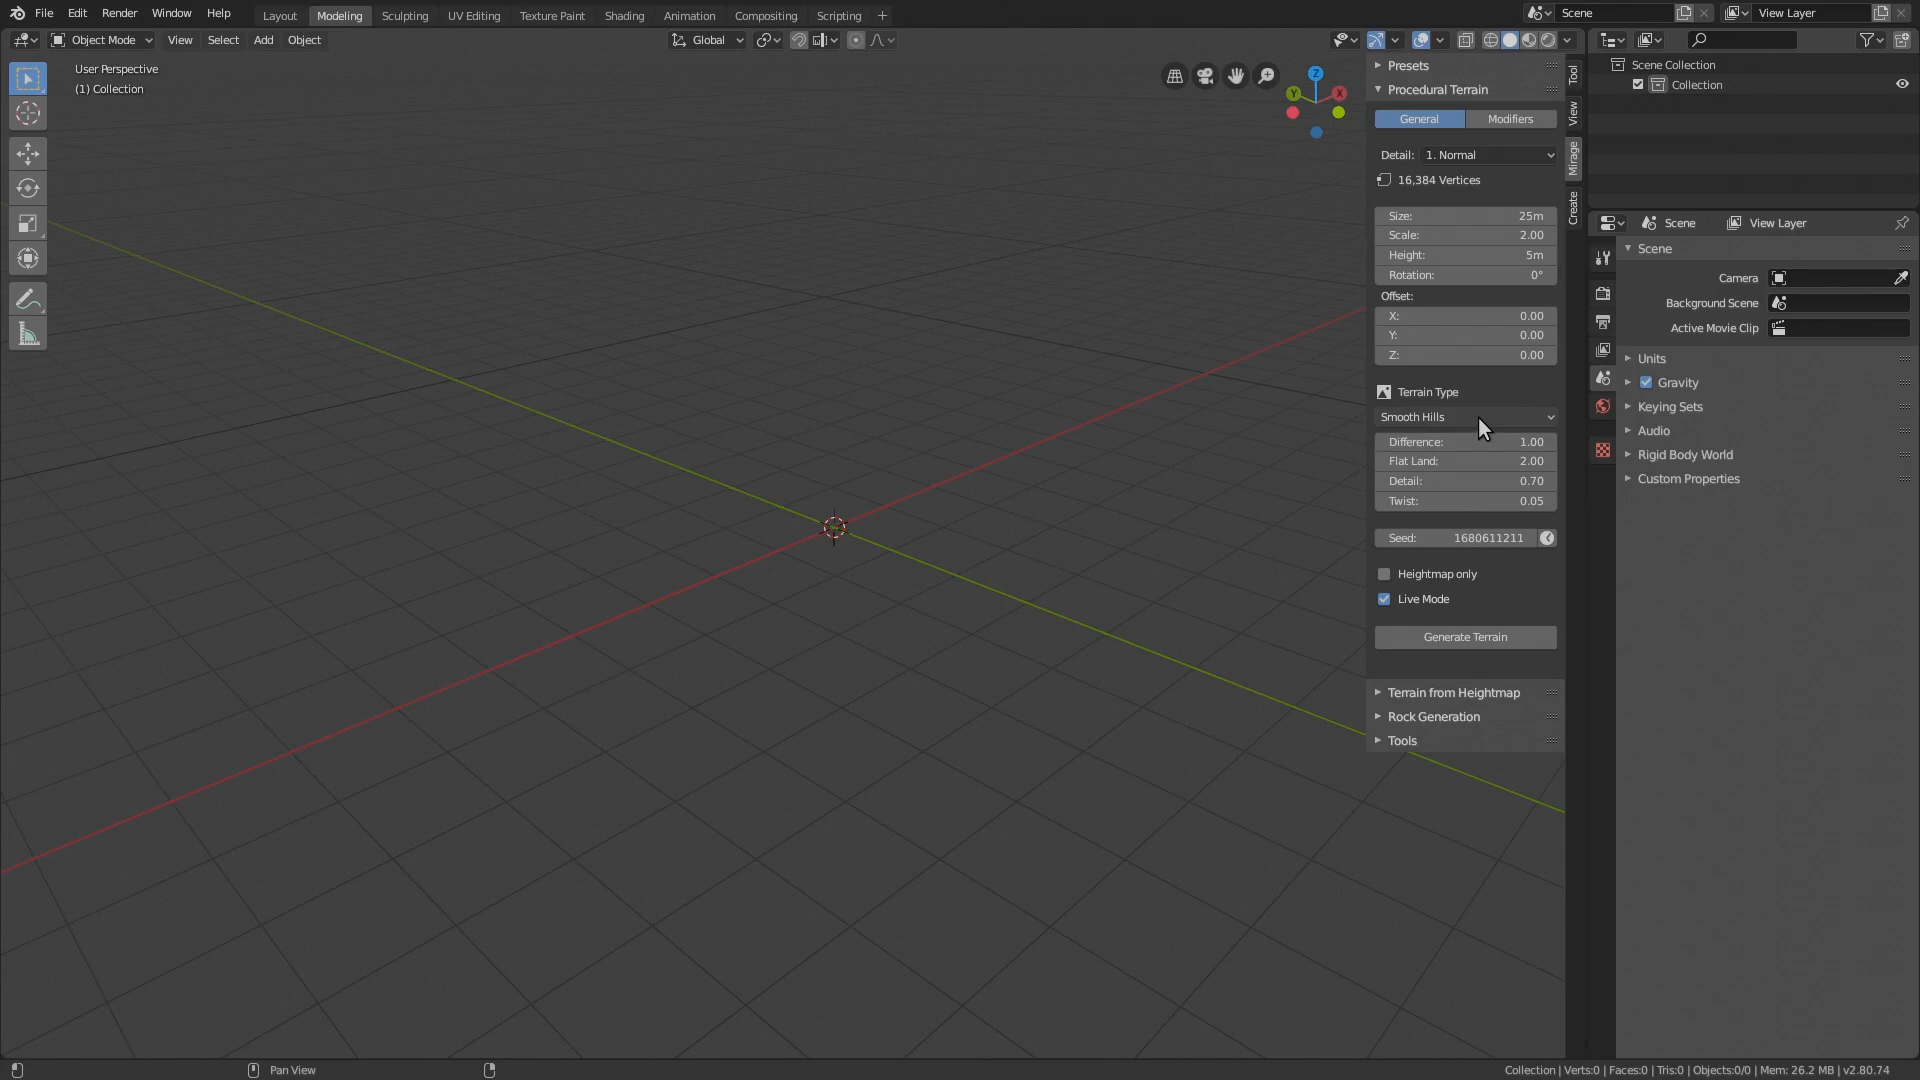 File Edit Render Window Help Layout Modeling Sculpting UV Editing Texture Paint Shading Animation Compositing Scripting + Scene View Layer
Object Mode View Select Add Object Global
User Perspective
(1) Collection
Z
Y
X
Presets
Procedural Terrain
General Modifiers
Detail: 1. Normal
16,384 Vertices
Size: 25m
Scale: 2.00
Height: 5m
Rotation: 0°
Offset:
X: 0.00
Y: 0.00
Z: 0.00
Terrain Type
Smooth Hills
Difference: 1.00
Flat Land: 2.00
Detail: 0.70
Twist: 0.05
Seed: 1680611211
Heightmap only
Live Mode
Generate Terrain
Terrain from Heightmap
Rock Generation
Tools
Tool
View
Mirage
Create
Scene Collection
Collection
Scene View Layer
Scene
Camera
Background Scene
Active Movie Clip
Units
Gravity
Keying Sets
Audio
Rigid Body World
Custom Properties
Pan View
Collection | Verts:0 | Faces:0 | Tris:0 | Objects:0/0 | Mem: 26.2 MB | v2.80.74